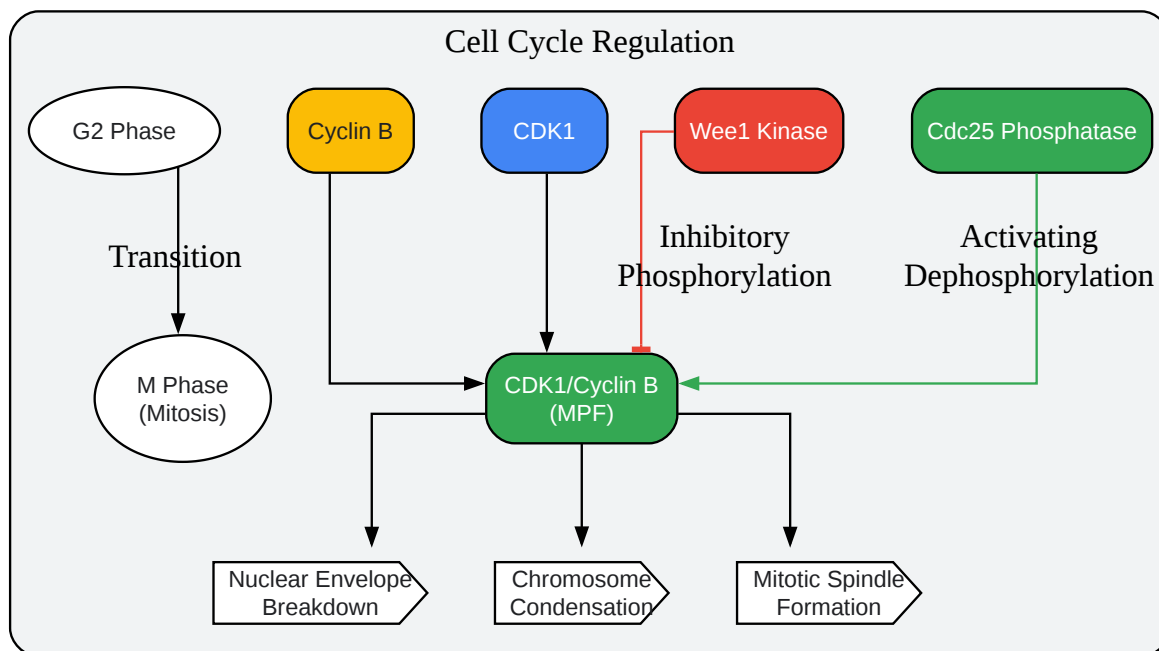 Cell Cycle Regulation
G2 Phase
Cyclin B
CDK1
Wee1 Kinase
Cdc25 Phosphatase
Transition
Inhibitory
Phosphorylation
Activating
Dephosphorylation
M Phase
(Mitosis)
CDK1/Cyclin B
(MPF)
Nuclear Envelope
Breakdown
Chromosome
Condensation
Mitotic Spindle
Formation